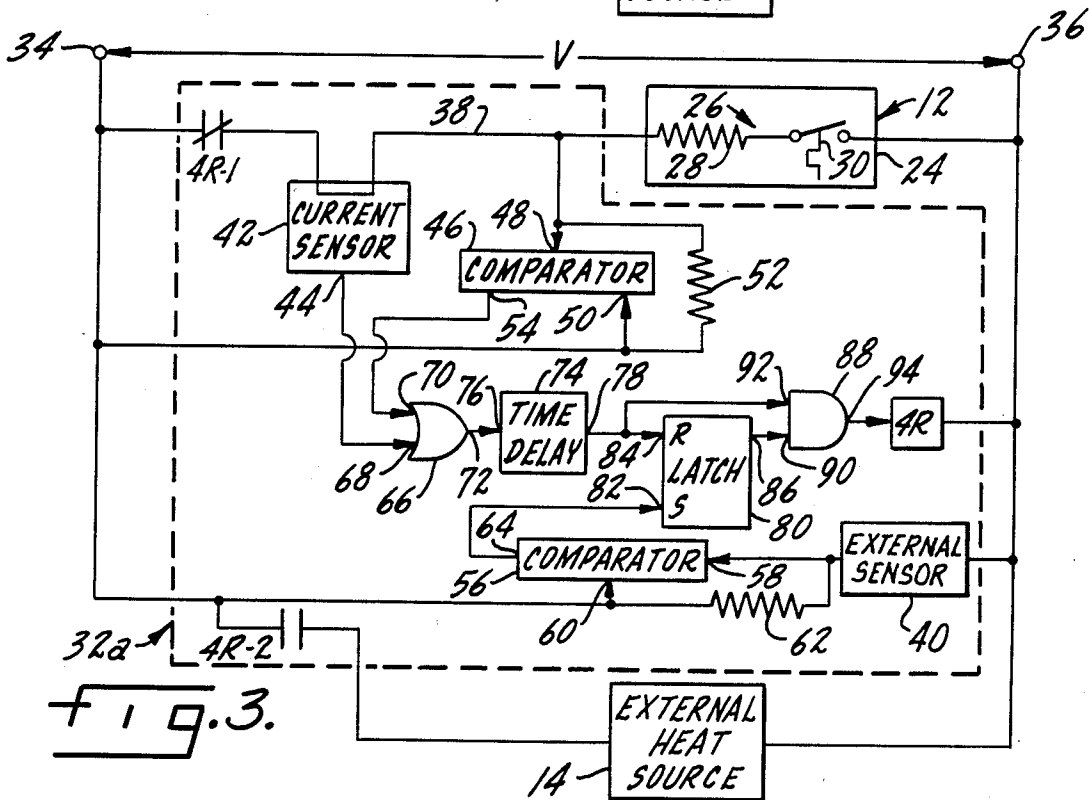 34
V
36
4R-1
38
26
28
30
12
24
42
CURRENT
SENSOR
44
46
48
COMPARATOR
54
50
52
70
76
74
TIME
DELAY
78
68
66
72
84
R
LATCH
S
82
86
80
92
88
94
90
4R
64
COMPARATOR
56
58
60
62
EXTERNAL
SENSOR
40
32a
4R-2
fig.3.
EXTERNAL
HEAT
SOURCE
14